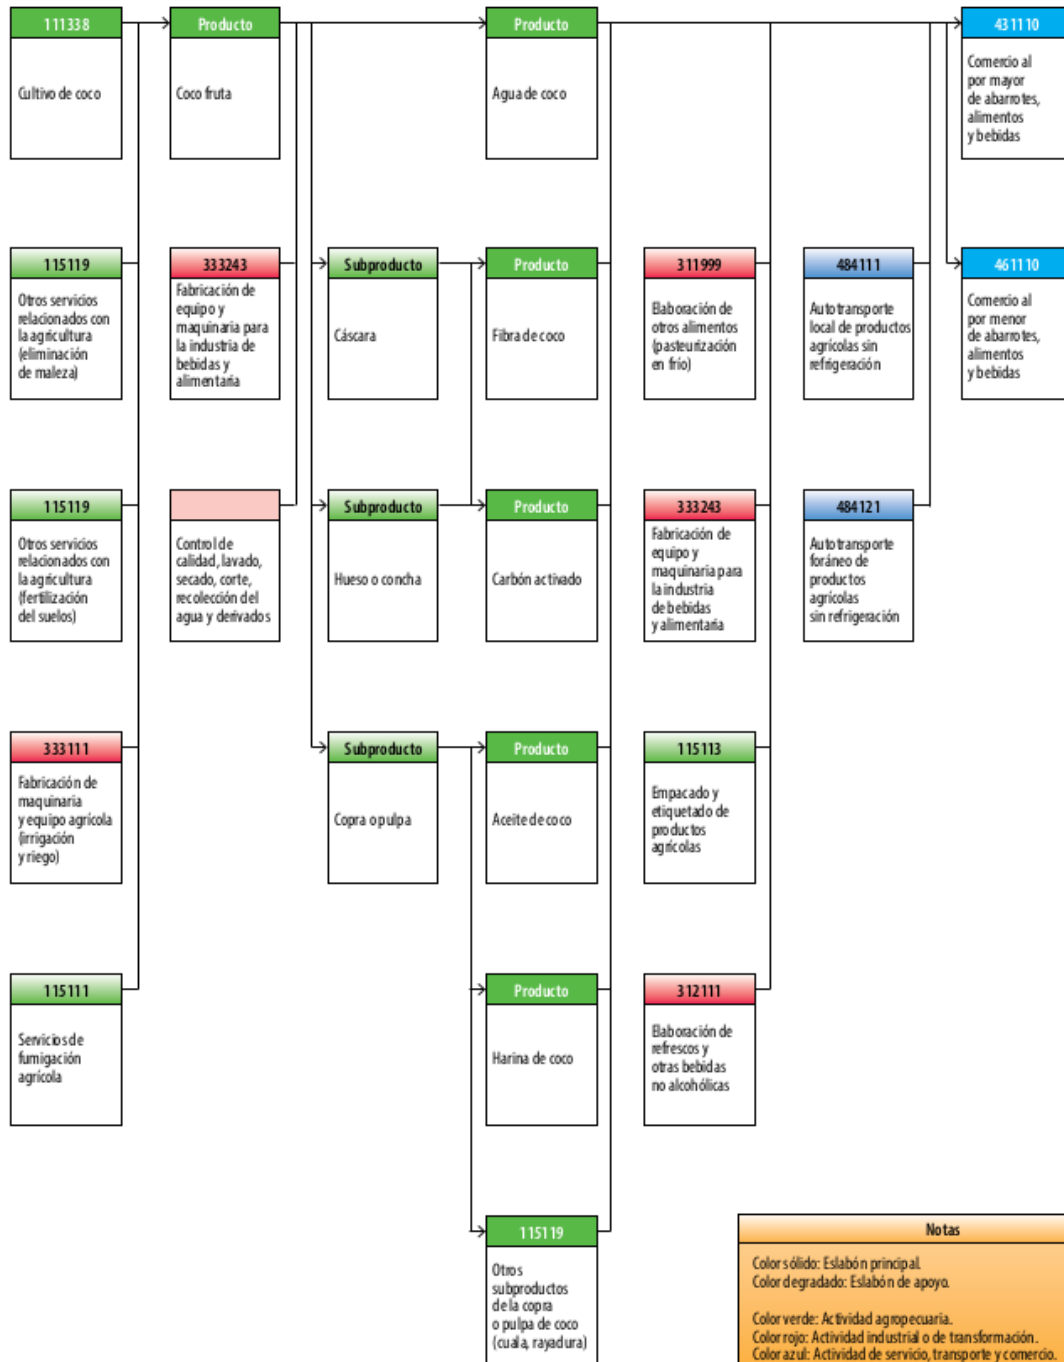 111338
Cultivo de coco
Producto
Coco fruta
Producto
Agua de coco
431110
Comercio al
por mayor
de abarrotes,
alimentos
y bebidas
115119
Otros servicios
relacionados con
la agricultura
(eliminación
de maleza)
333243
Fabricación de
equipo y
maquinaria para
la industria de
bebidas y
alimentaria
Subproducto
Cáscara
Producto
Fibra de coco
311999
Elaboración de
otros alimentos
(pasteurización
en frío)
484111
Autotransporte
local de productos
agrícolas sin
refrigeración
461110
Comercio al
por menor
de abarrotes,
alimentos
y bebidas
115119
Otros servicios
relacionados con
la agricultura
(fertilización
del suelos)
Control de
calidad, lavado,
secado, corte,
recolección del
agua y derivados
Subproducto
Hueso o concha
Producto
Carbón activado
333243
Fabricación de
equipo y
maquinaria para
la industria
de bebidas
y alimentaria
484121
Autotransporte
foráneo de
productos
agrícolas
sin refrigeración
333111
Fabricación de
maquinaria
y equipo agrícola
(irrigación
y riego)
Subproducto
Copra o pulpa
Producto
Aceite de coco
115113
Empacado y
etiquetado de
productos
agrícolas
115111
Servicios de
fumigación
agrícola
Producto
Harina de coco
312111
Elaboración de
refrescos y
otras bebidas
no alcohólicas
115119
Otros
subproductos
de la copra
o pulpa de coco
(cuala, rayadura)
Notas
Color sólido: Eslabón principal.
Color degradado: Eslabón de apoyo.
Color verde: Actividad agropecuaria.
Color rojo: Actividad industrial o de transformación.
Color azul: Actividad de servicio, transporte y comercio.